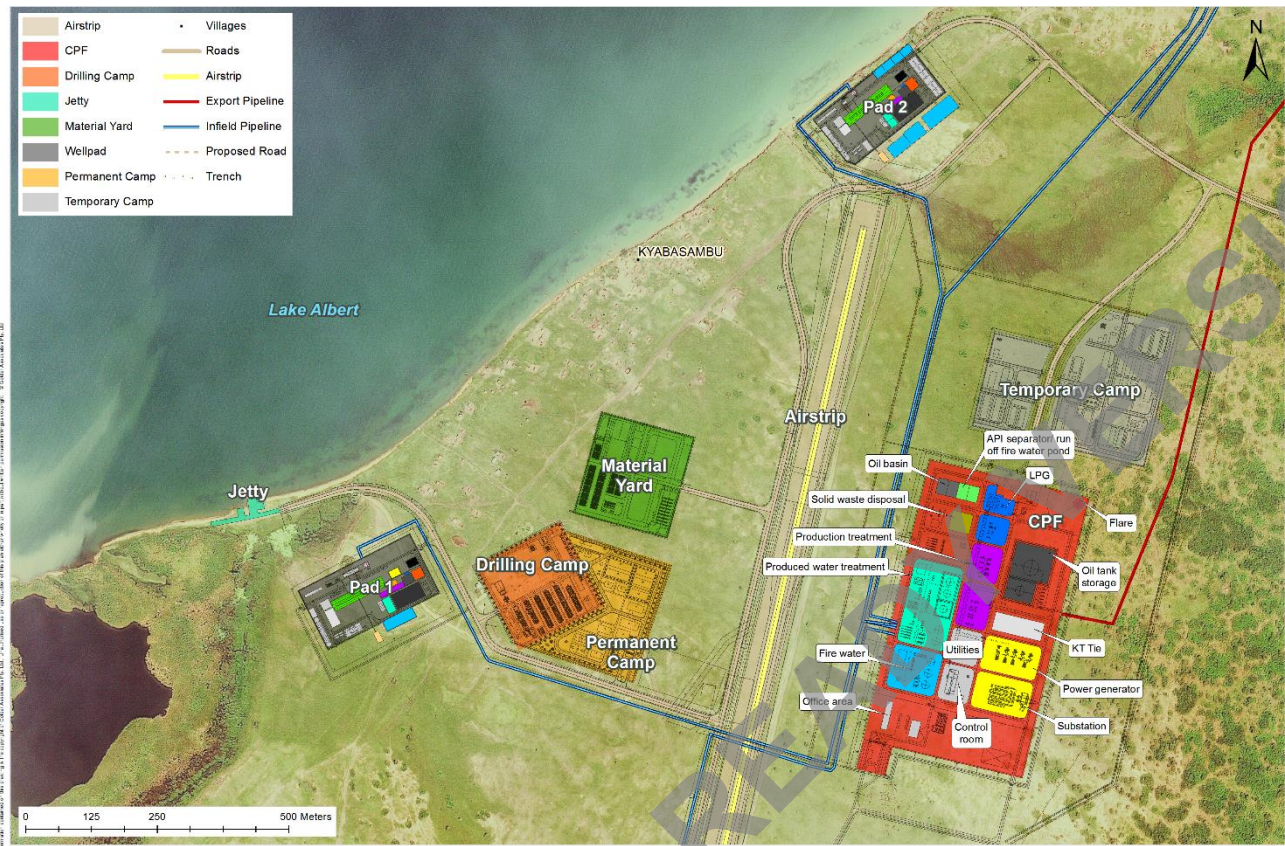 Airstrip
CPF
Drilling Camp
Jetty
Material Yard
Wellpad
Permanent Camp
Temporary Camp
Villages
Roads
Airstrip
Export Pipeline
Infield Pipeline
Proposed Road
Trench
N
Pad 2
KYABASAMBU
Lake Albert
Temporary Camp
Airstrip
API separator/ run
off fire water pond
Oil basin
LPG
Material
Yard
Jetty
Solid waste disposal
CPF
Flare
Production treatment
Drilling Camp
Produced water treatment
Oil tank
storage
Pad 1
Permanent
Camp
Utilities
KT Tie
Fire water
Power generator
Office area
Control
room
Substation
0 125 250 500 Meters